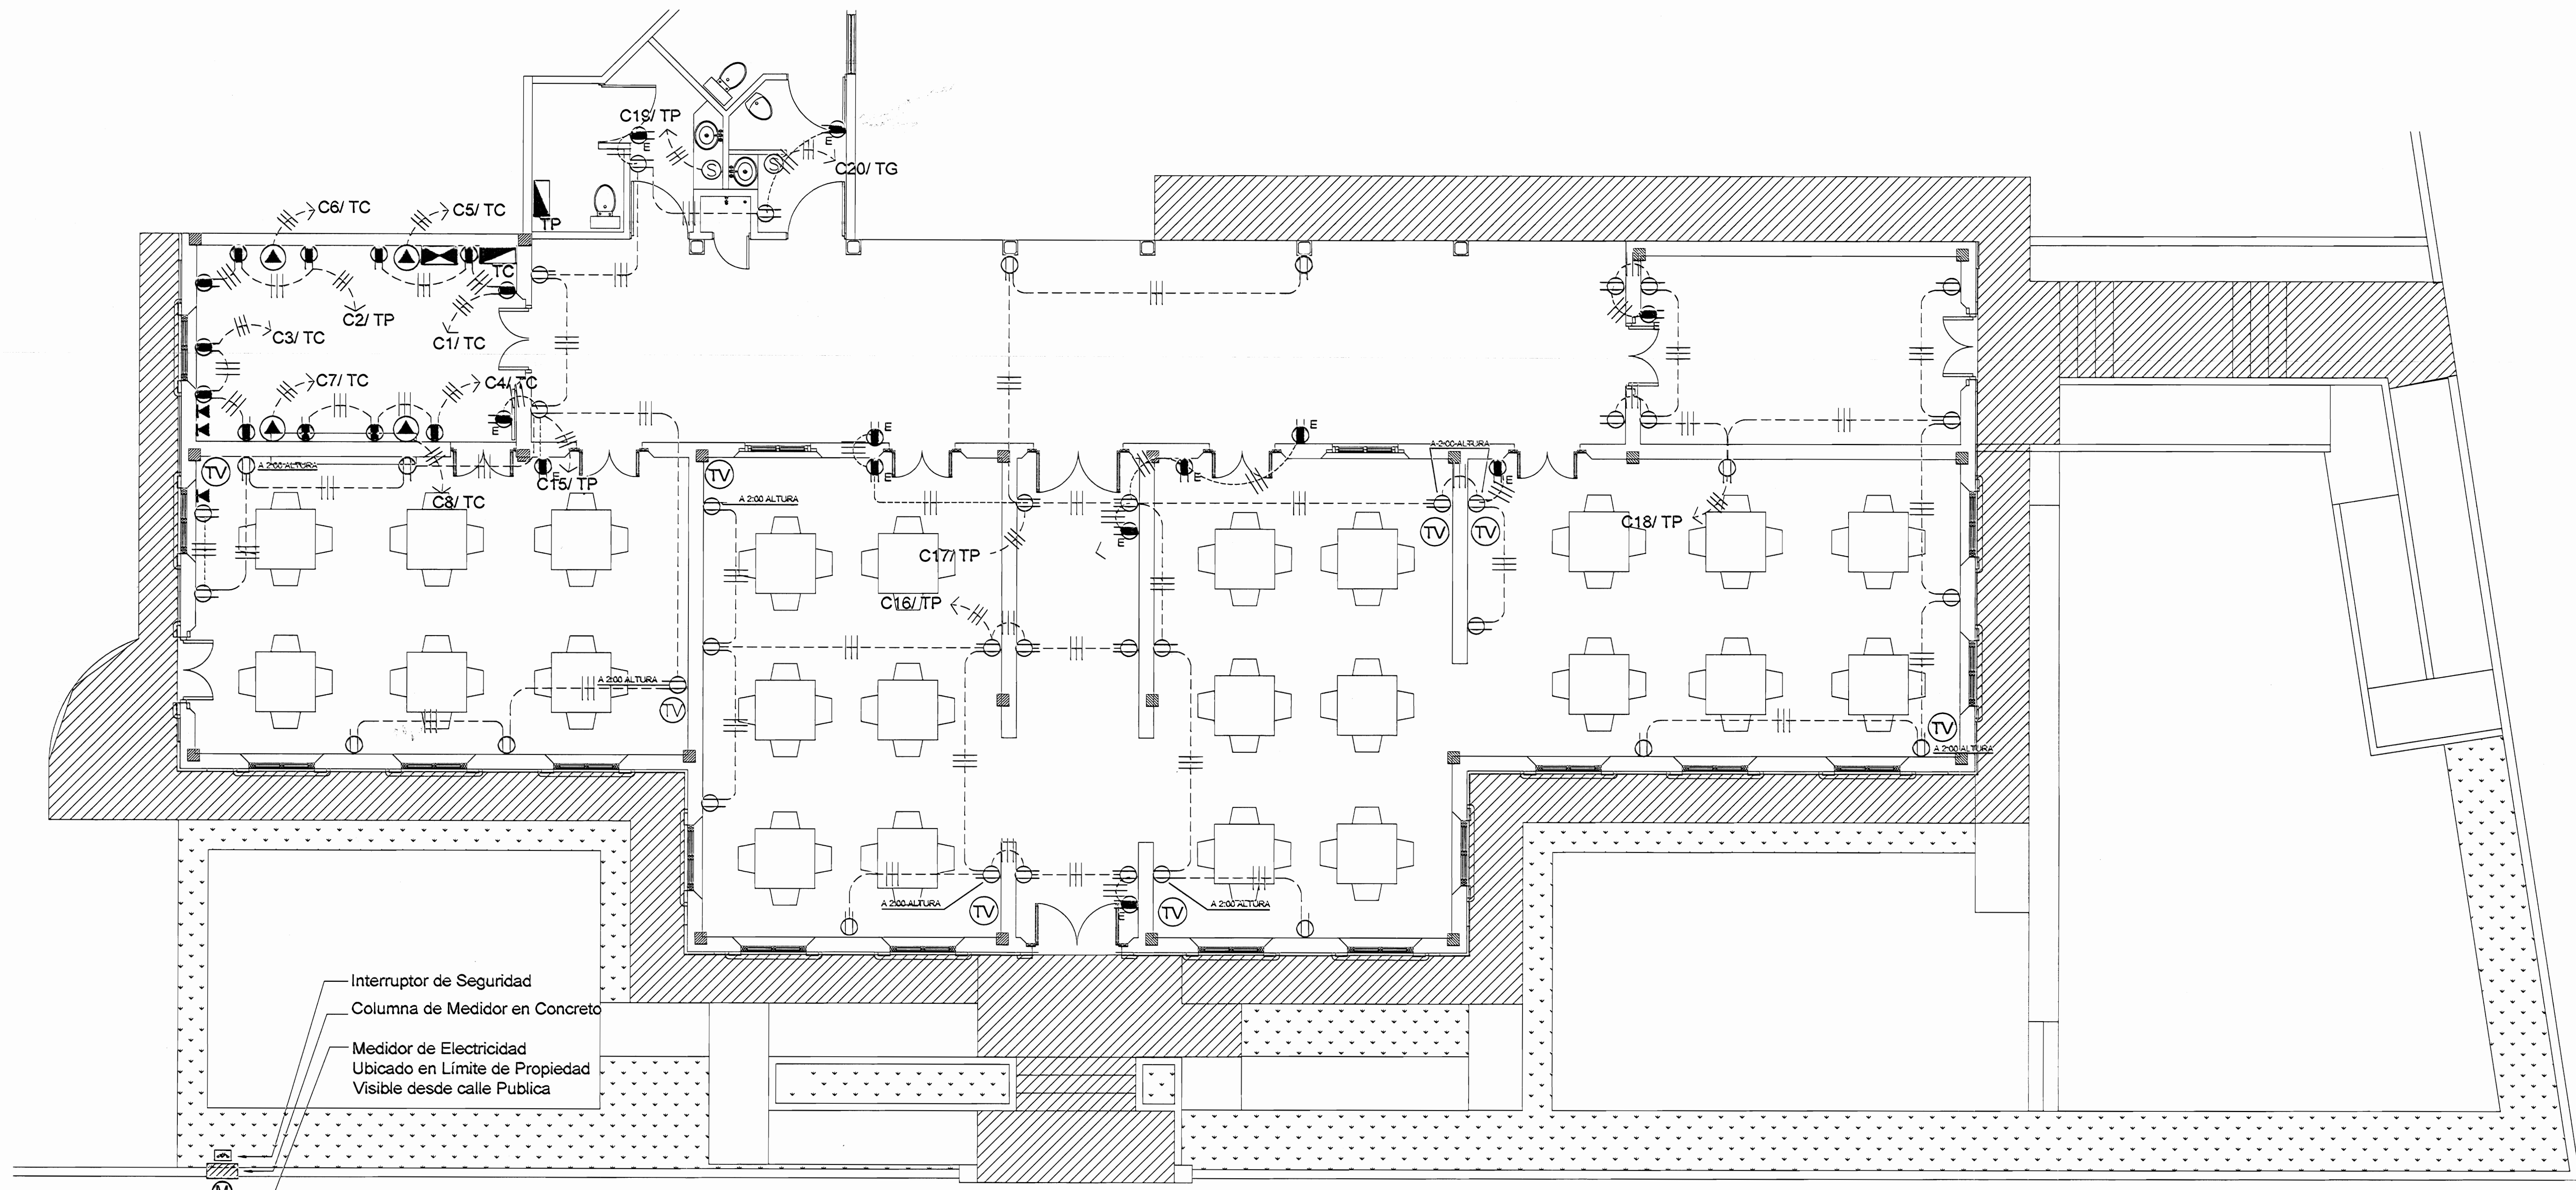 C19/ TP
E
E
S
S
C20/ TG
C6/ TC
C5/ TC
TP
TC
C2/ TP
C3/ TC
C1/ TC
C7/ TC
C4/ TC
E
E
E
A 2:00 ALTURA
TV
A 2:00 ALTURA
TV
E
E
E
E
C15/ TP
C8/ TC
A 2:00 ALTURA
C18/ TP
TV
TV
E
C17/ TP
C16/ TP
A 2:00 ALTURA
TV
TV
A 2:00 ALTURA
A 2:00 ALTURA
A 2:00 ALTURA
TV
TV
E
Interruptor de Seguridad
Columna de Medidor en Concreto
Medidor de Electricidad
Ubicado en Límite de Propiedad
Visible desde calle Publica
M